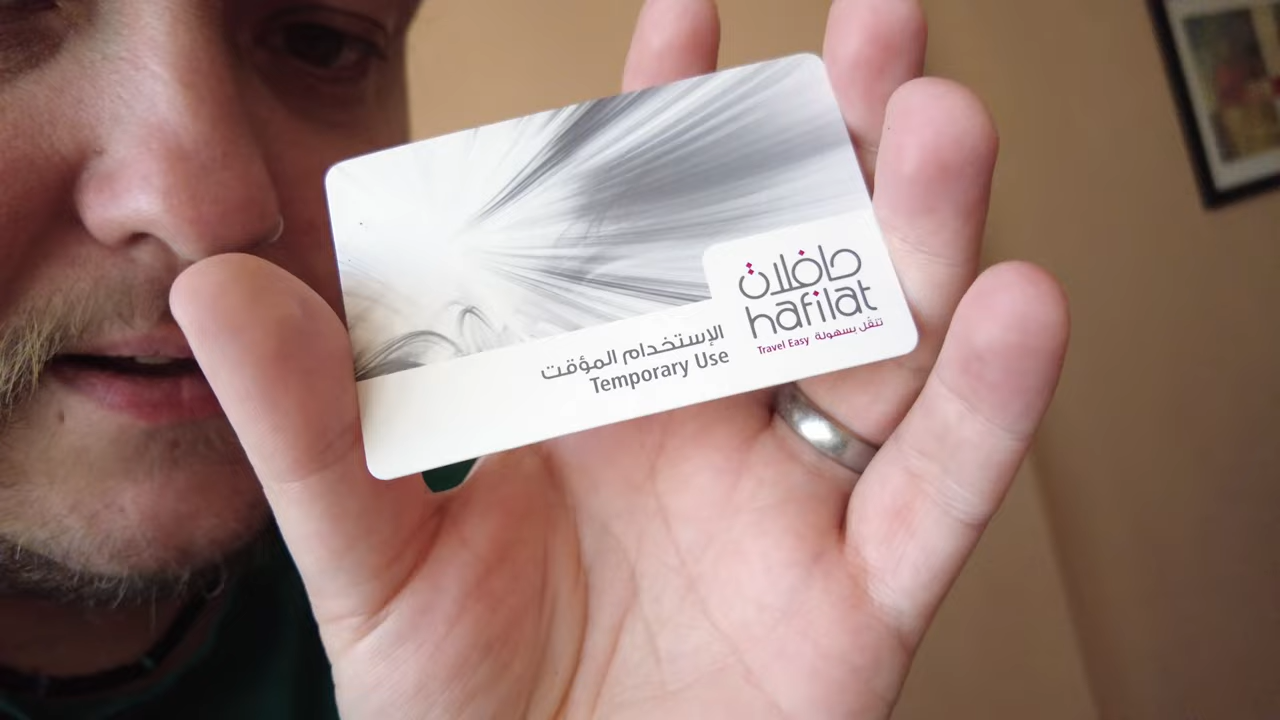 حافلات
hafilat
Travel Easy تنقّل بسهولة
الإستخدام المؤقت
Temporary Use